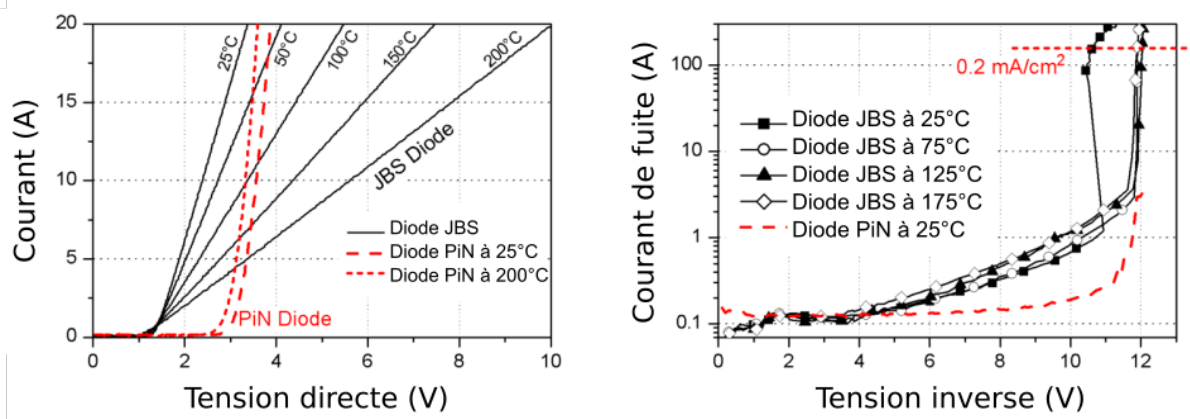 20
15
10
5
0
Courant (A)
25°C
50°C
100°C
150°C
200°C
JBS Diode
Diode JBS
Diode PiN à 25°C
Diode PiN à 200°C
PiN Diode
0 2 4 6 8 10
Tension directe (V)
Courant de fuite (A)
100
10
1
0.1
0.2 mA/cm²
Diode JBS à 25°C
Diode JBS à 75°C
Diode JBS à 125°C
Diode JBS à 175°C
Diode PiN à 25°C
0 2 4 6 8 10 12
Tension inverse (V)